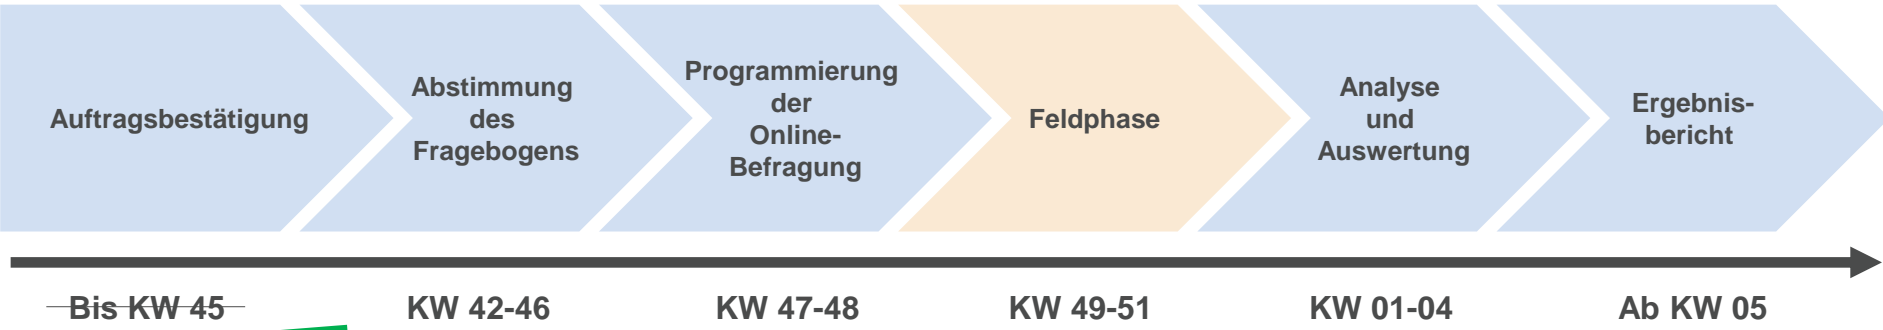 Auftragsbestätigung
Abstimmung
des
Fragebogens
Programmierung
der
Online-
Befragung
Feldphase
Analyse
und
Auswertung
Ergebnis-
bericht
Bis KW 45
KW 42-46
KW 47-48
KW 49-51
KW 01-04
Ab KW 05